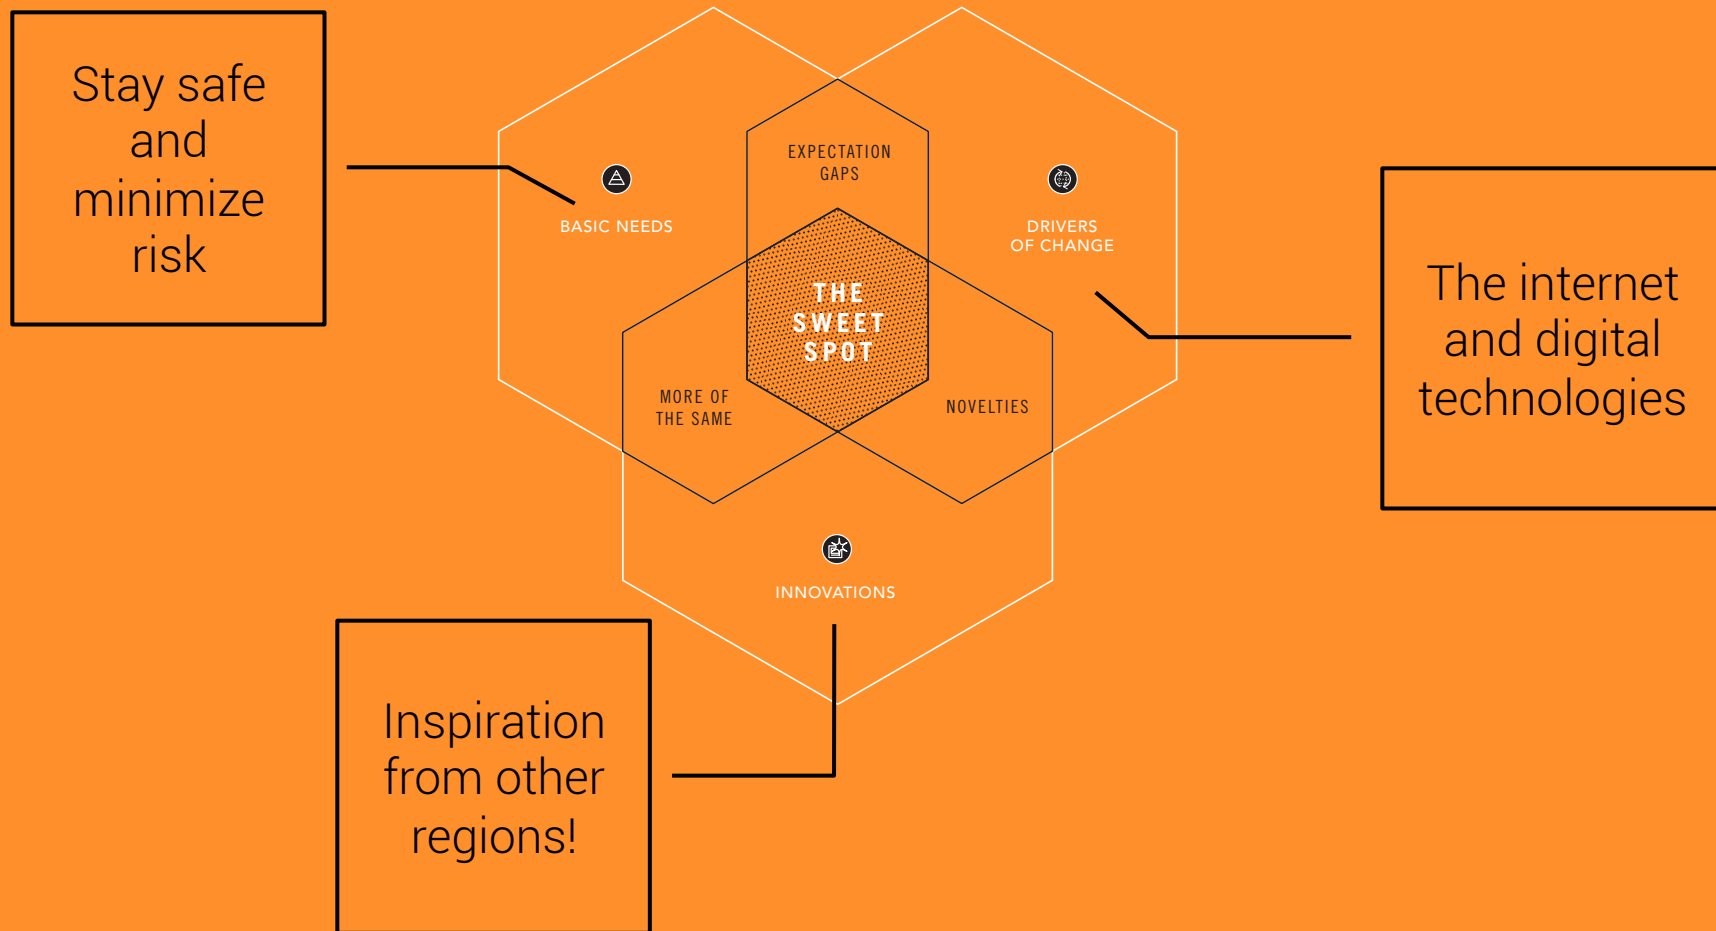 Stay safe
and
minimize
risk
EXPECTATION
GAPS
BASIC NEEDS
DRIVERS
OF CHANGE
THE
SWEET
SPOT
The internet
and digital
technologies
MORE OF
THE SAME
NOVELTIES
INNOVATIONS
Inspiration
from other
regions!